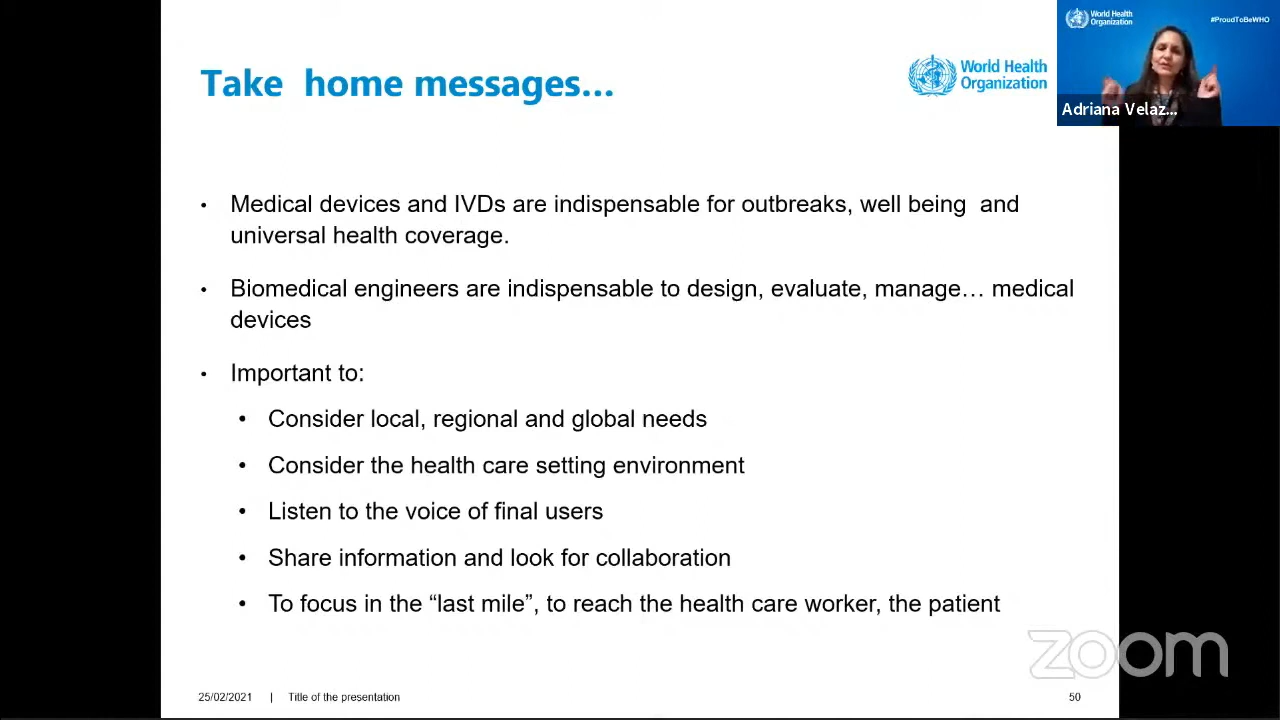 Take  home messages...
World Health
Organization
World Health
Organization
#ProudToBeWHO
Adriana Velaz...
• Medical devices and IVDs are indispensable for outbreaks, well being  and
universal health coverage.
• Biomedical engineers are indispensable to design, evaluate, manage… medical
devices
• Important to:
• Consider local, regional and global needs
• Consider the health care setting environment
• Listen to the voice of final users
• Share information and look for collaboration
• To focus in the “last mile”, to reach the health care worker, the patient
zoom
25/02/2021 | Title of the presentation
50